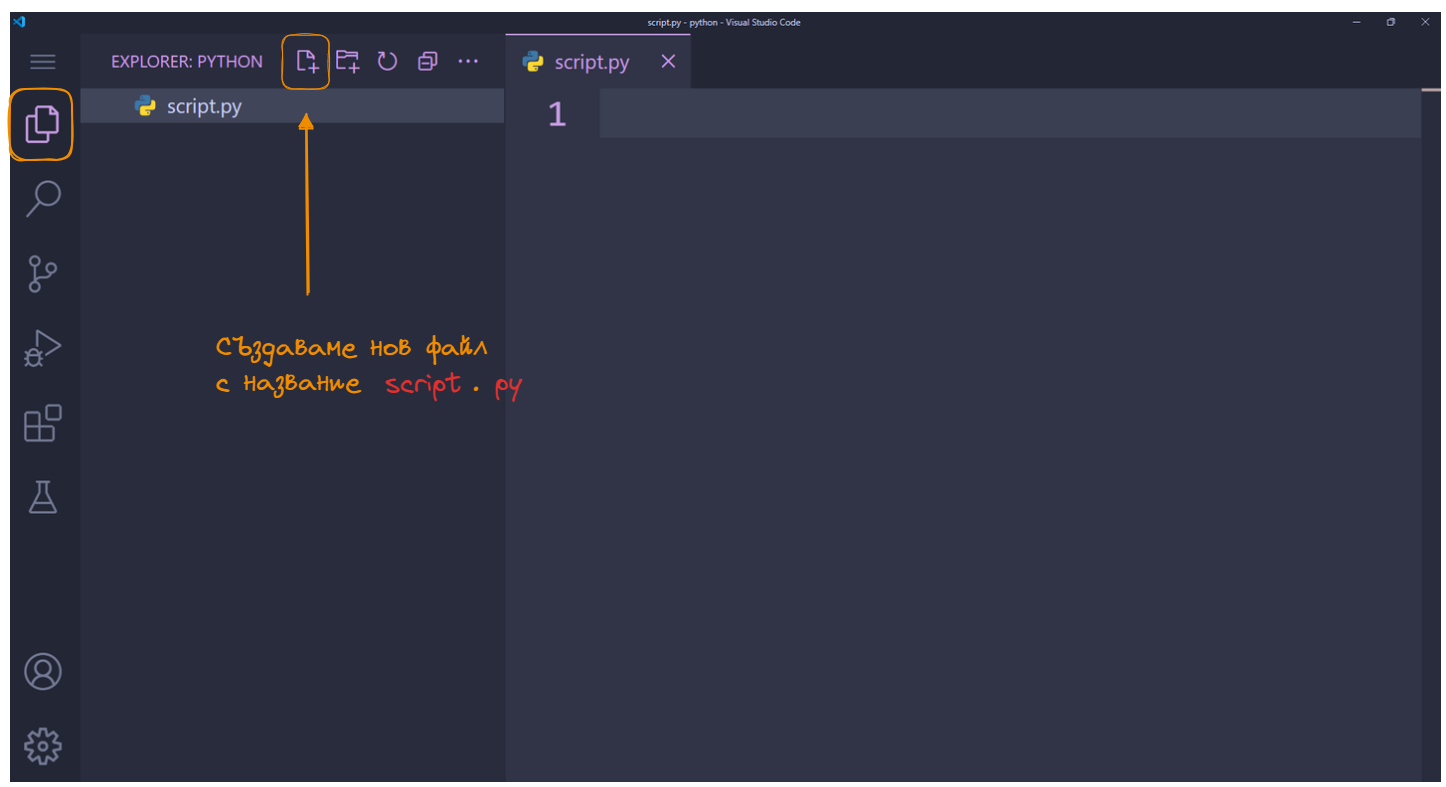 script.py - python - Visual Studio Code
EXPLORER: PYTHON
script.py
script.py
1
Създаваме нов файл
с название script . py